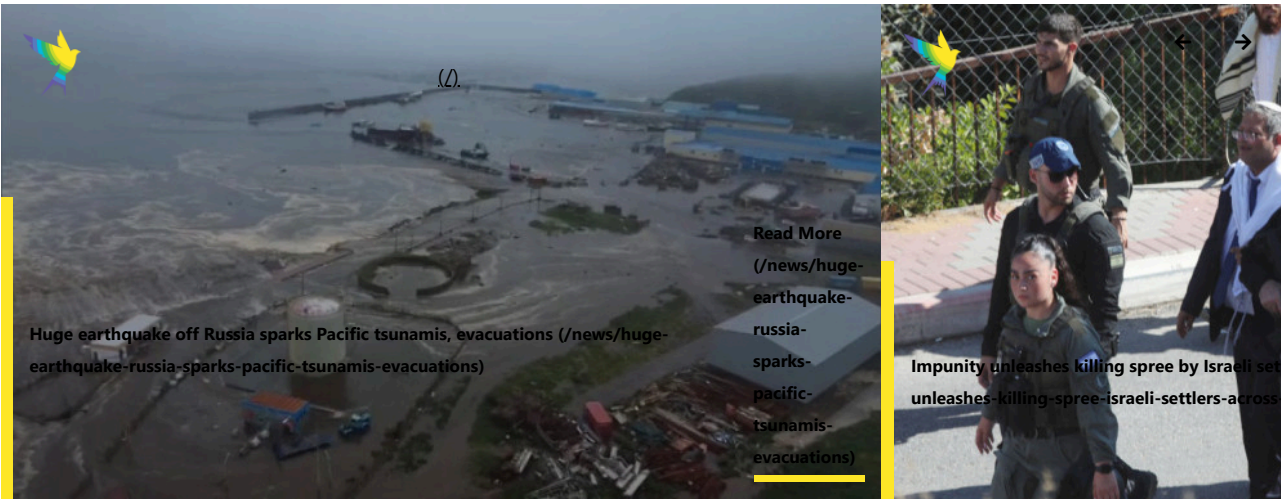 (/)
Huge earthquake off Russia sparks Pacific tsunamis, evacuations (/news/huge-
earthquake-russia-sparks-pacific-tsunamis-evacuations)
Read More
(/news/huge-
earthquake-
russia-
sparks-
pacific-
tsunamis-
evacuations)
Impunity unleashes killing spree by Israeli set
unleashes-killing-spree-israeli-settlers-across-